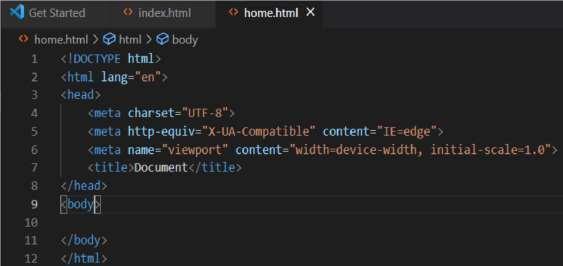 Get Started index.html home.html
home.html > html > body
1 <!DOCTYPE html>
2 <html lang="en">
3 <head>
4 <meta charset="UTF-8">
5 <meta http-equiv="X-UA-Compatible" content="IE=edge">
6 <meta name="viewport" content="width=device-width, initial-scale=1.0">
7 <title>Document</title>
8 </head>
9 <body>
10
11 </body>
12 </html>